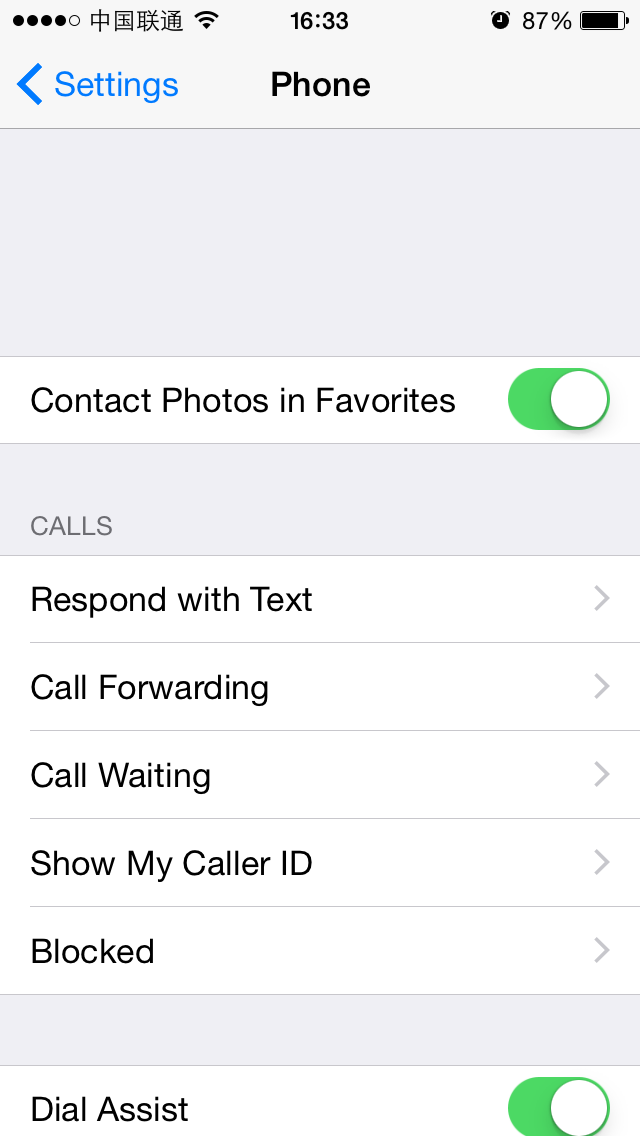 中国联通 16:33 87%
Settings Phone
Contact Photos in Favorites
CALLS
Respond with Text
Call Forwarding
Call Waiting
Show My Caller ID
Blocked
Dial Assist